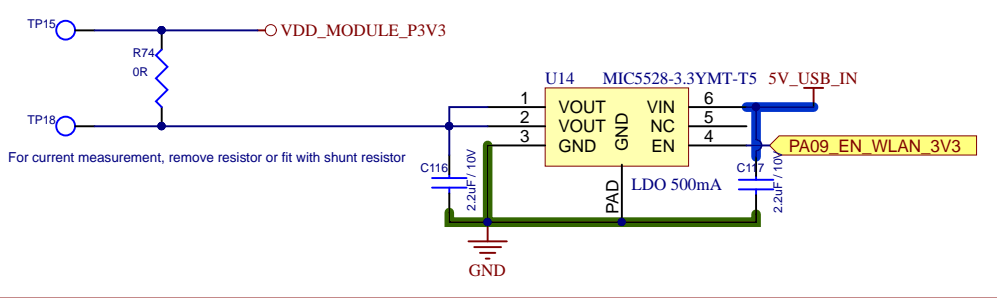 TP15
VDD_MODULE_P3V3
R74
0R
U14 MIC5528-3.3YMT-T5 5V_USB_IN
1 VOUT VIN 6
2 VOUT GND NC 5
3 GND EN 4
PA09_EN_WLAN_3V3
TP18
For current measurement, remove resistor or fit with shunt resistor
C116
2.2uF / 10V
PAD
LDO 500mA
C117
2.2uF / 10V
GND